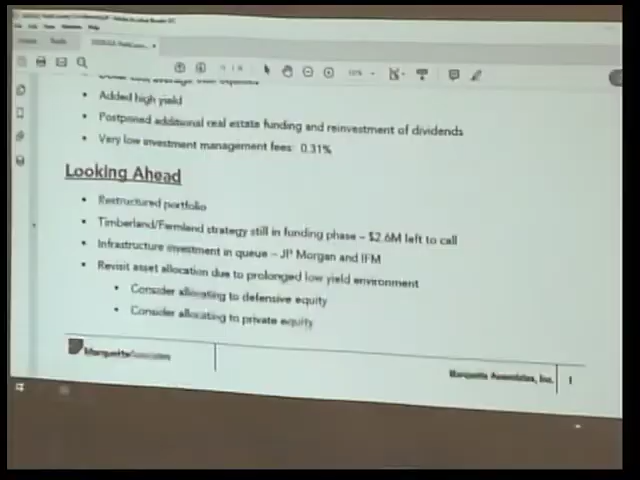 • Added high yield
• Postponed additional real estate funding and reinvestment of dividends
• Very low investment management fees: 0.31%
Looking Ahead
• Restructured portfolio
• Timberland/Farmland strategy still in funding phase – $2.6M left to call
• Infrastructure investment in queue – JP Morgan and IFM
• Revisit asset allocation due to prolonged low yield environment
• Consider allocating to defensive equity
• Consider allocating to private equity
MarquetteAssociates
Marquette Associates, Inc. 1